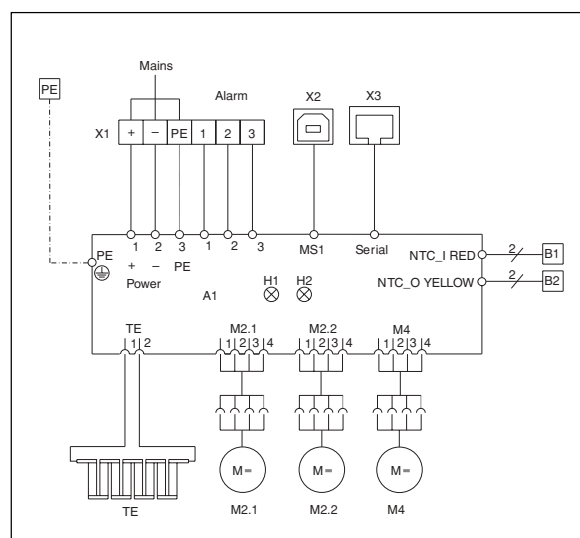 Mains
PE
Alarm
X2
X3
X1
+ – PE 1 2 3
1 2 3 1 2 3
MS1
Serial
PE
+ – PE
Power
NTC_I RED
2
B1
NTC_O YELLOW
2
B2
A1
H1
H2
TE
1 2
M2.1
1 2 3 4
M2.2
1 2 3 4
M4
1 2 3 4
M=
M=
M=
TE
M2.1
M2.2
M4